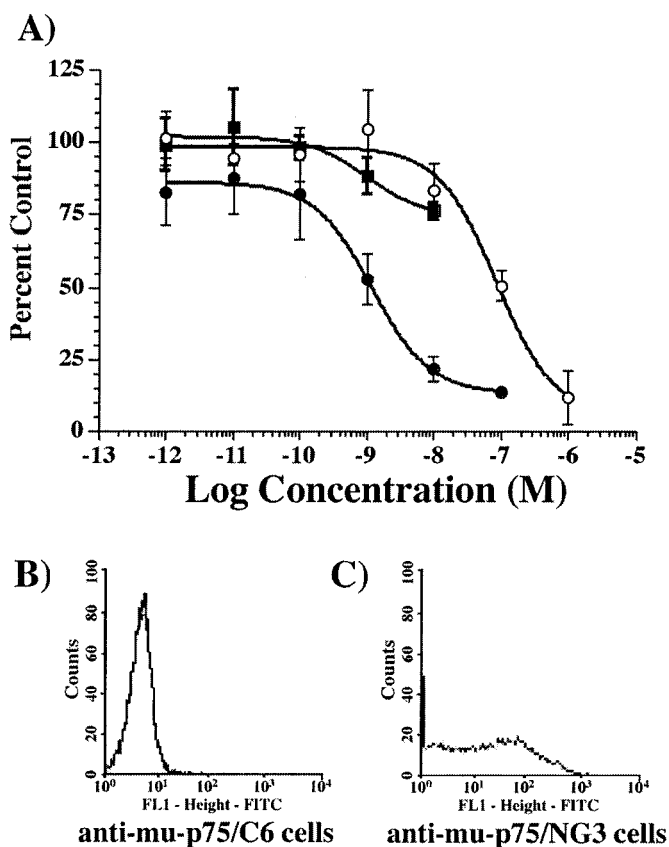 A)
Percent Control
125
100
75
50
25
0
-13 -12 -11 -10 -9 -8 -7 -6 -5
Log Concentration (M)
B)
Counts
100
80
60
40
20
0
10⁰ 10¹ 10² 10³ 10⁴
FL1 - Height - FITC
anti-mu-p75/C6 cells
C)
Counts
100
80
60
40
20
0
10⁰ 10¹ 10² 10³ 10⁴
FL1 - Height - FITC
anti-mu-p75/NG3 cells